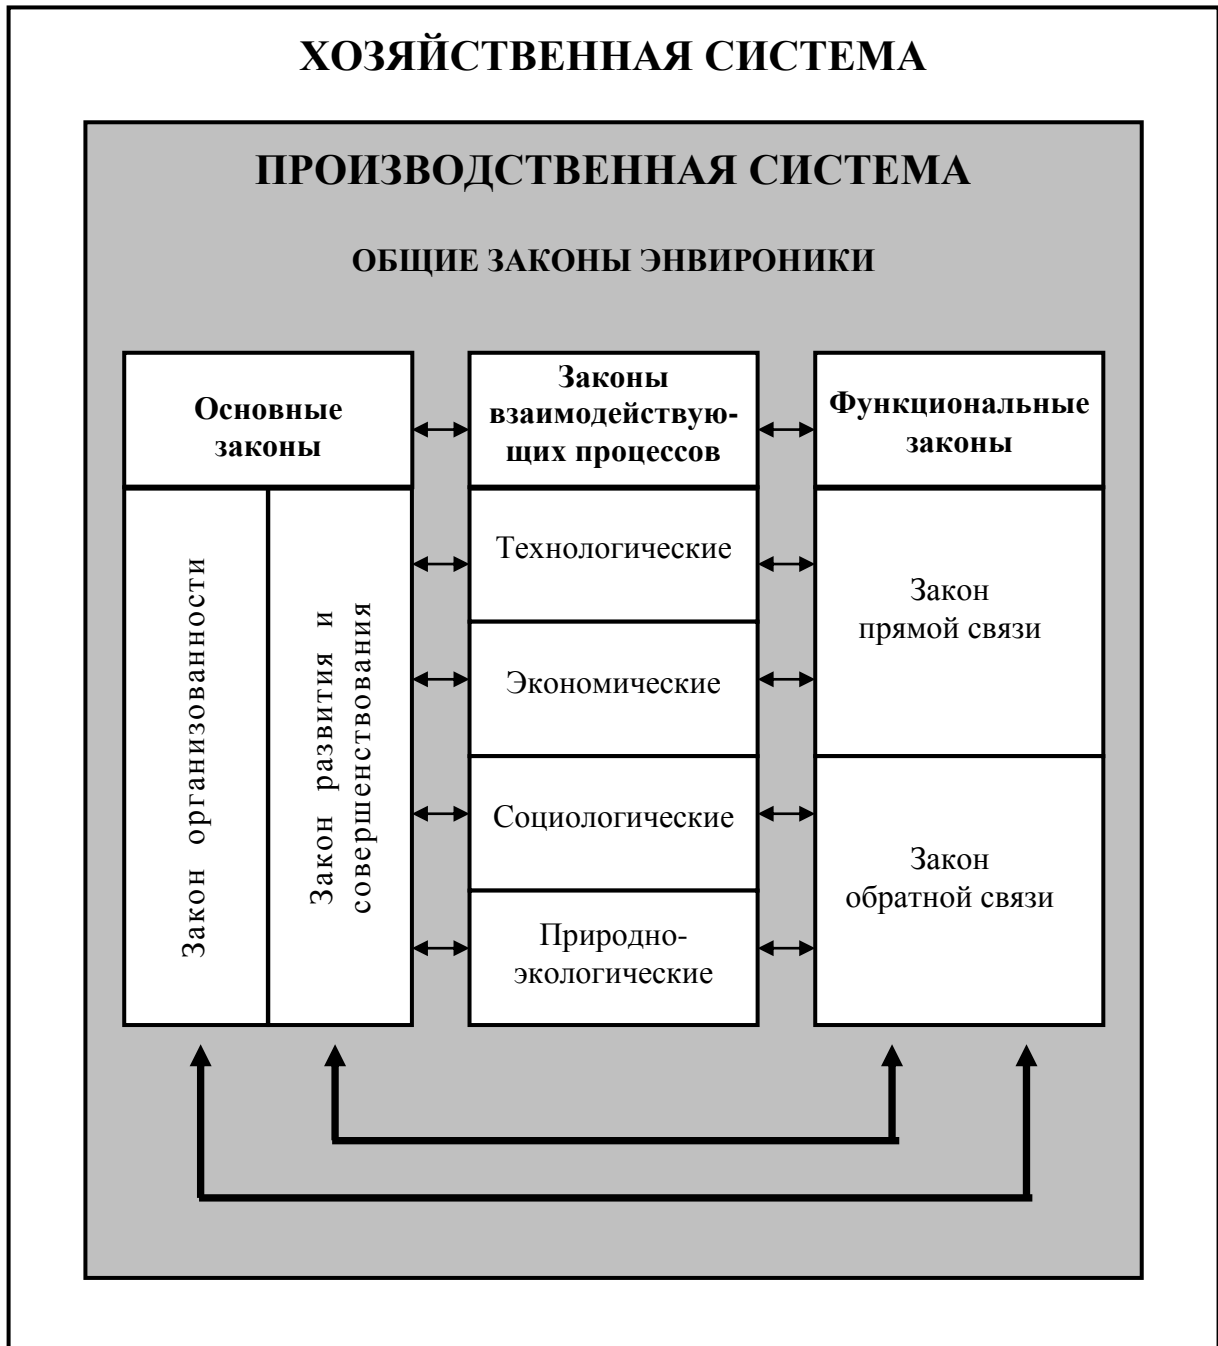 ХОЗЯЙСТВЕННАЯ СИСТЕМА
ПРОИЗВОДСТВЕННАЯ СИСТЕМА
ОБЩИЕ ЗАКОНЫ ЭНВИРОНИКИ
Основные
законы
Законы
взаимодействую-
щих процессов
Функциональные
законы
Закон организованности
Закон развития и
совершенствования
Технологические
Экономические
Социологические
Природно-
экологические
Закон
прямой связи
Закон
обратной связи